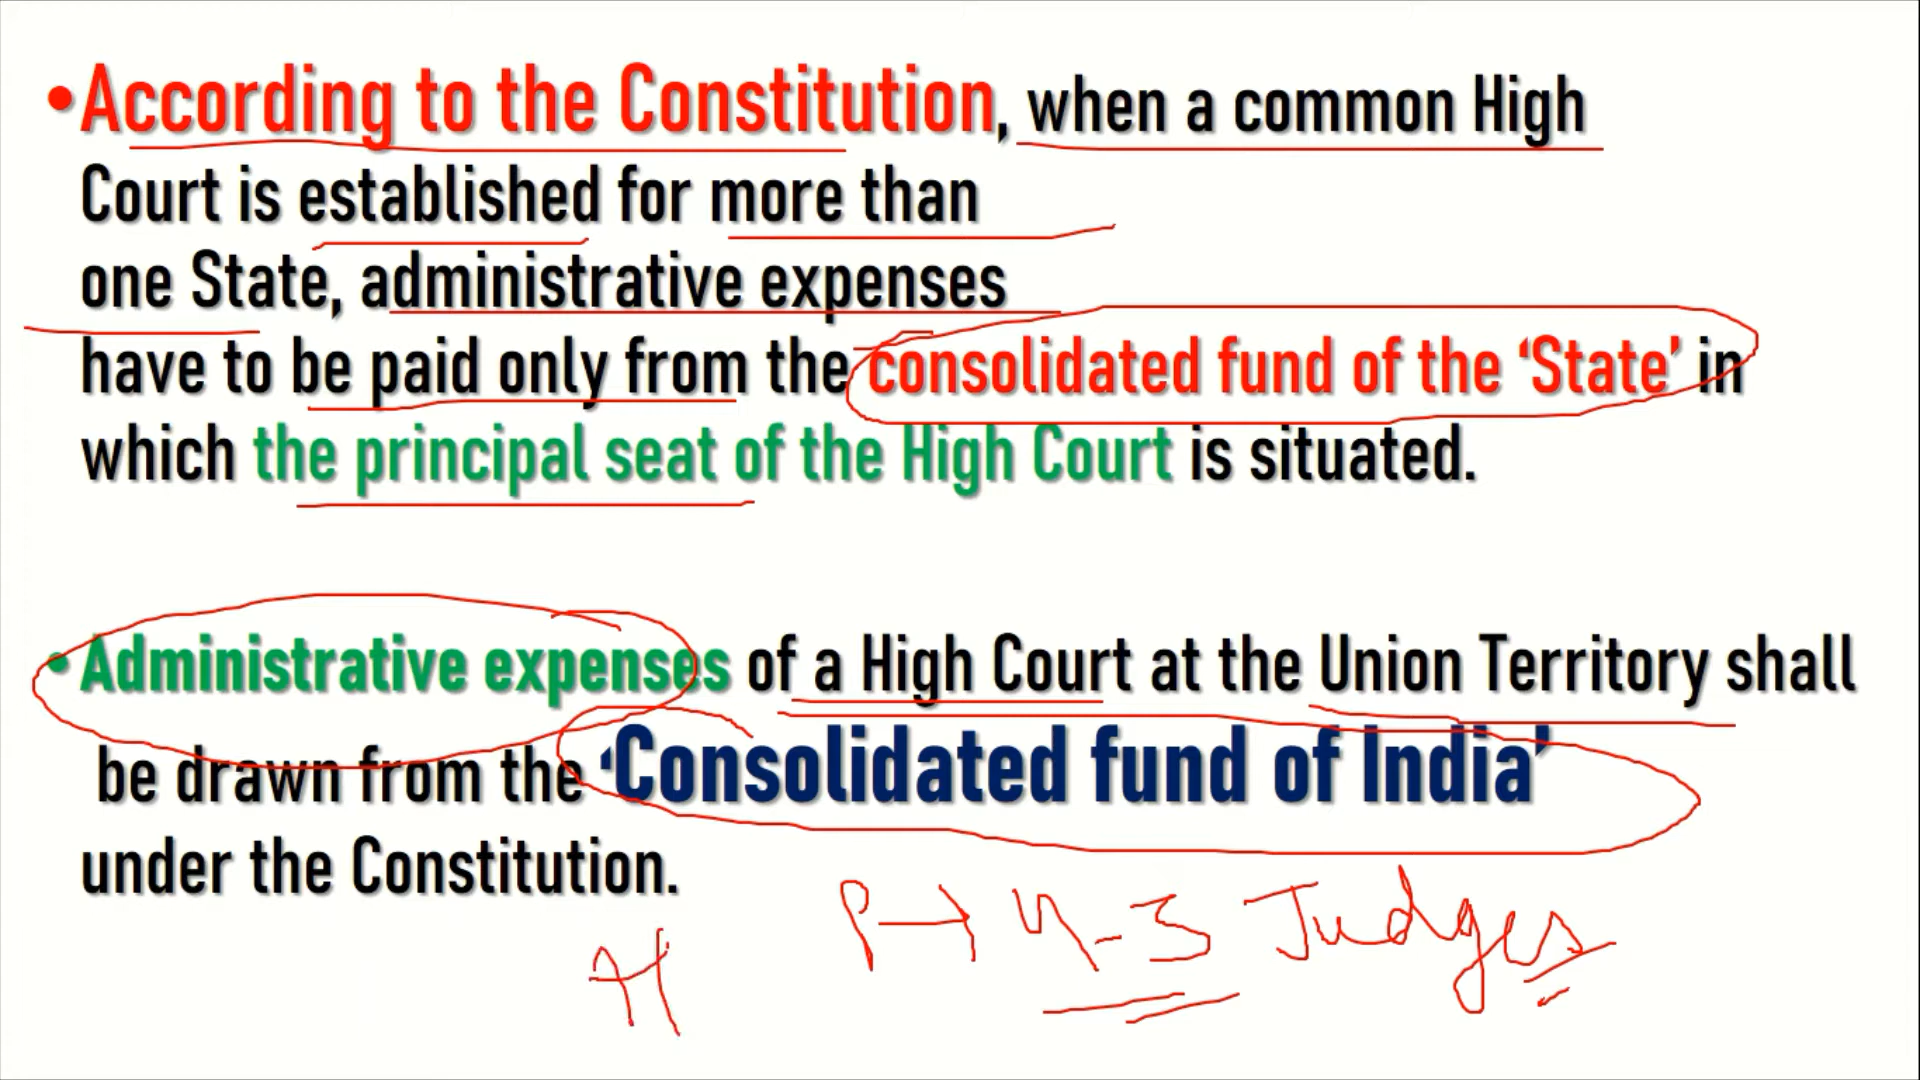 •According to the Constitution, when a common High
Court is established for more than
one State, administrative expenses
have to be paid only from the consolidated fund of the ‘State’ in
which the principal seat of the High Court is situated.
•Administrative expenses of a High Court at the Union Territory shall
be drawn from the ‘Consolidated fund of India’
under the Constitution.
Judges